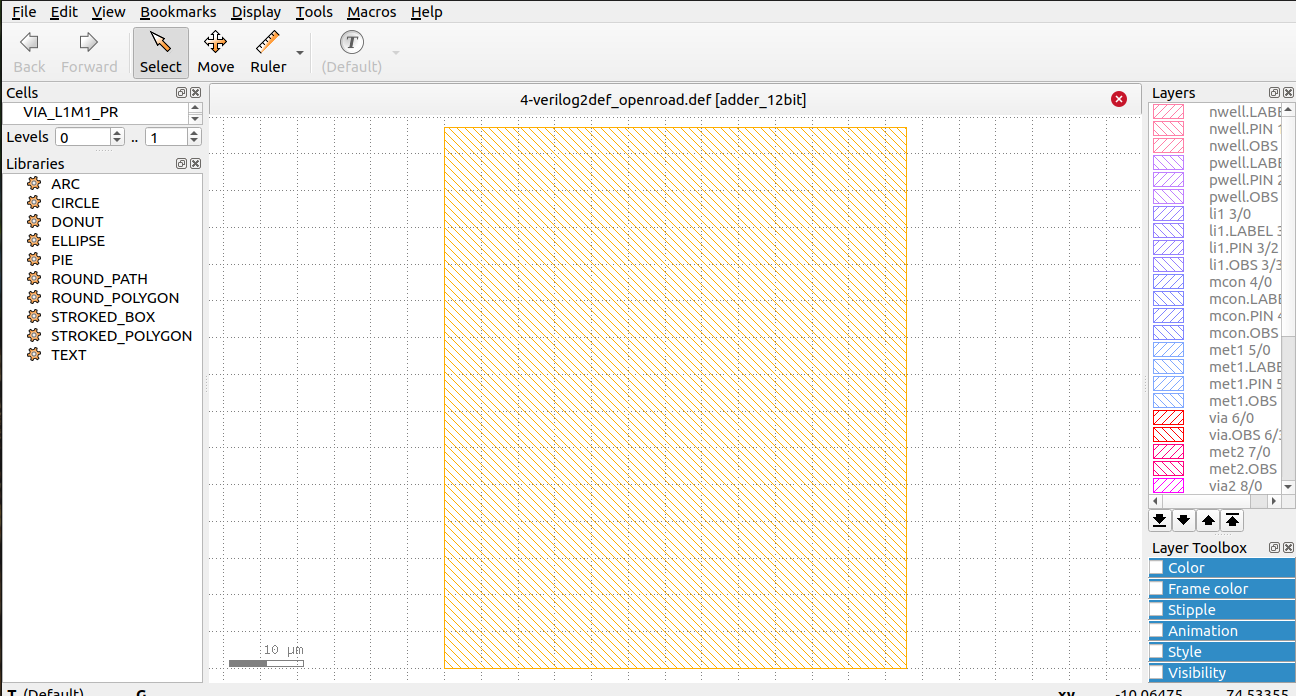 File Edit View Bookmarks Display Tools Macros Help
Back Forward Select Move Ruler T (Default)
Cells
VIA_L1M1_PR
Levels 0 .. 1
Libraries
ARC
CIRCLE
DONUT
ELLIPSE
PIE
ROUND_PATH
ROUND_POLYGON
STROKED_BOX
STROKED_POLYGON
TEXT
4-verilog2def_openroad.def [adder_12bit]
10 µm
Layers
nwell.LABE
nwell.PIN 1
nwell.OBS
pwell.LABE
pwell.PIN 2
pwell.OBS
li1 3/0
li1.LABEL 3
li1.PIN 3/2
li1.OBS 3/3
mcon 4/0
mcon.LABE
mcon.PIN 4
mcon.OBS
met1 5/0
met1.LABE
met1.PIN 5
met1.OBS
via 6/0
via.OBS 6/3
met2 7/0
met2.OBS
via2 8/0
Layer Toolbox
Color
Frame color
Stipple
Animation
Style
Visibility
T (Default) G xy -10.06475 74.53355